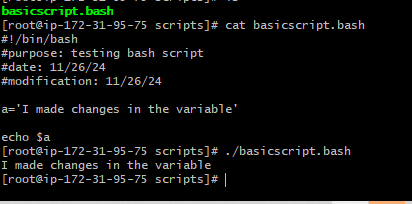 basicscript.bash
[root@ip-172-31-95-75 scripts]# cat basicscript.bash
#!/bin/bash
#purpose: testing bash script
#date: 11/26/24
#modification: 11/26/24
a='I made changes in the variable'
echo $a
[root@ip-172-31-95-75 scripts]# ./basicscript.bash
I made changes in the variable
[root@ip-172-31-95-75 scripts]#